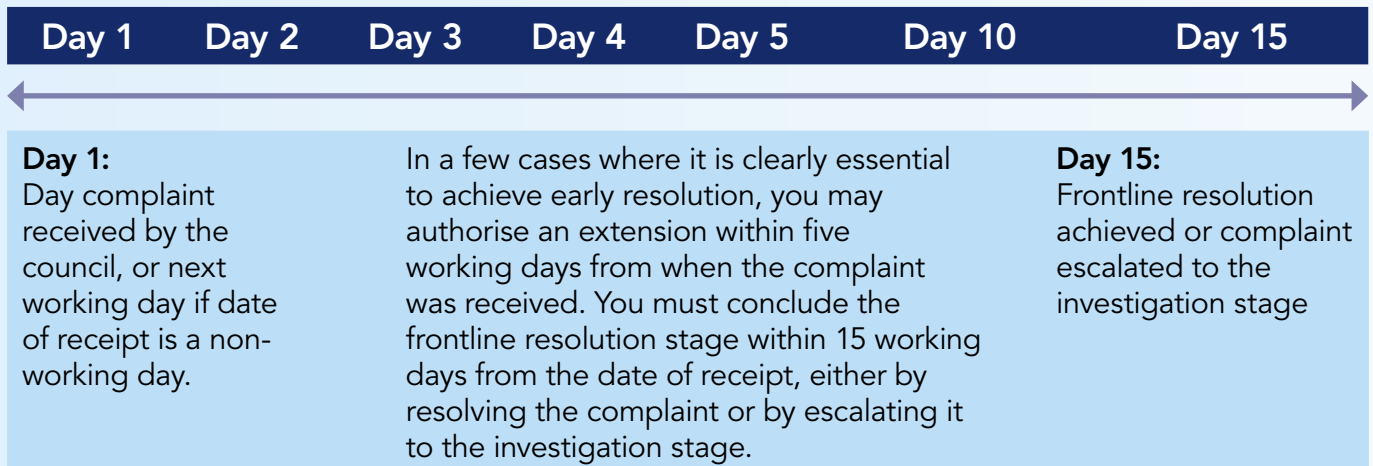 Day 1 Day 2 Day 3 Day 4 Day 5 Day 10 Day 15
Day 1:
Day complaint
received by the
council, or next
working day if date
of receipt is a non-
working day.
In a few cases where it is clearly essential
to achieve early resolution, you may
authorise an extension within five
working days from when the complaint
was received. You must conclude the
frontline resolution stage within 15 working
days from the date of receipt, either by
resolving the complaint or by escalating it
to the investigation stage.
Day 15:
Frontline resolution
achieved or complaint
escalated to the
investigation stage